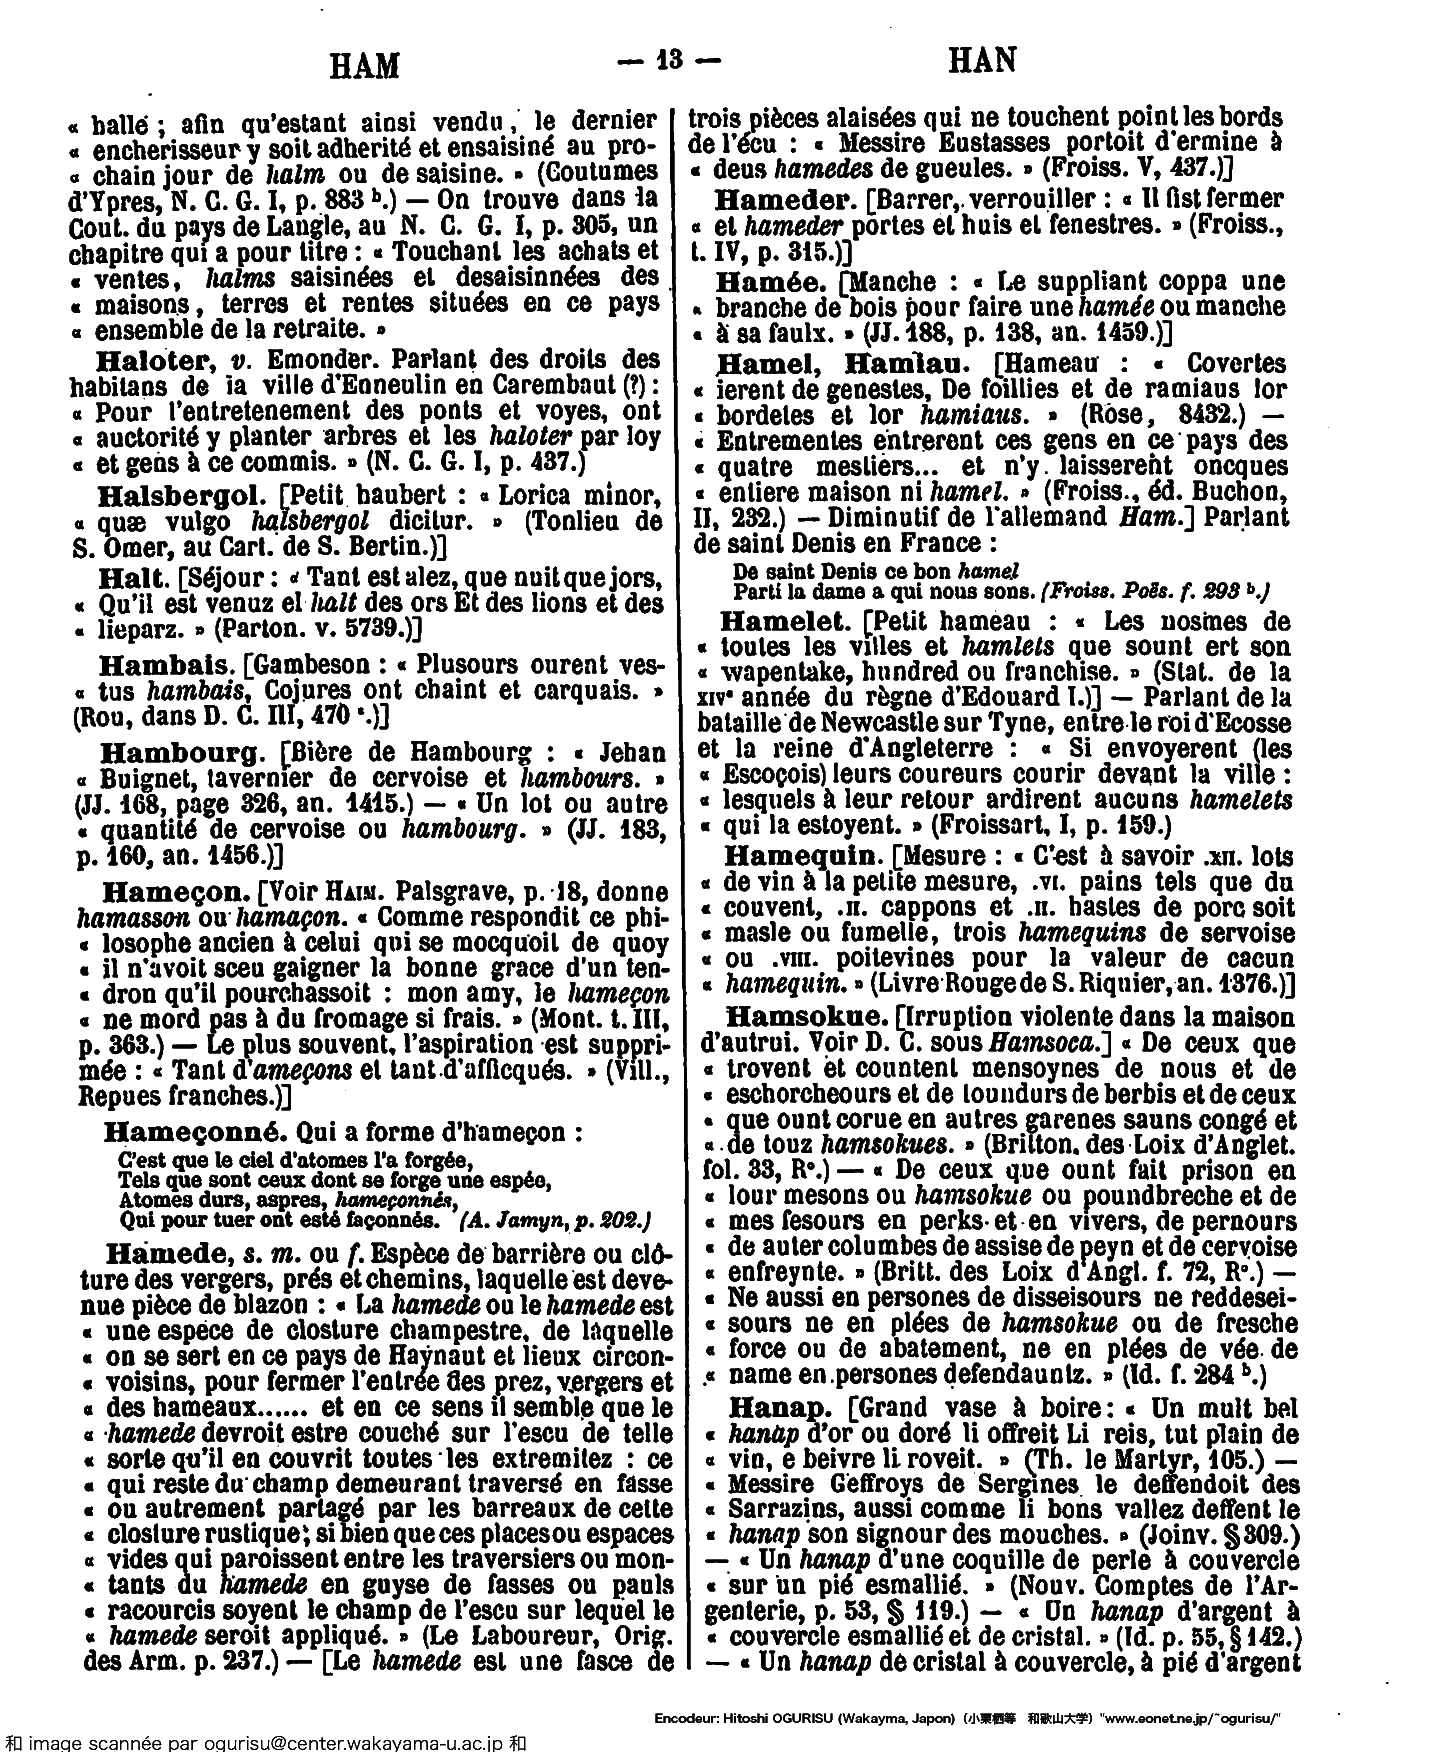 HAM
— 13 —
HAN
« halle ; afin qu'estant ainsi vendu, le dernier
« encherisseur y soit adherité et ensaisiné au pro-
« chain jour de halm ou de saisine. » (Coutumes
d'Ypres, N. C. G. I, p. 883 b.) — On trouve dans la
Cout. du pays de Langle, au N. C. G. I, p. 305, un
chapitre qui a pour titre : « Touchant les achats et
« ventes, halms saisinées et desaisinnées des
« maisons, terres et rentes situées en ce pays
« ensemble de la retraite. »
Haloter, v. Emonder. Parlant des droits des
habitans de la ville d'Enneulin en Carembaut (?) :
« Pour l'entretenement des ponts et voyes, ont
« auctorité y planter arbres et les haloter par loy
« et gens à ce commis. » (N. C. G. I, p. 437.)
Halsbergol. [Petit haubert : « Lorica minor,
« quæ vulgo halsbergol dicitur. » (Tonlieu de
S. Omer, au Cart. de S. Bertin.)]
Halt. [Séjour : « Tant est alez, que nuit que jors,
« Qu'il est venuz el halt des ors Et des lions et des
« lieparz. » (Parton. v. 5739.)]
Hambais. [Gambeson : « Plusours ourent ves-
« tus hambais, Cojures ont chaint et carquais. »
(Rou, dans D. C. III, 470 a.)]
Hambourg. [Bière de Hambourg : « Jehan
« Buignet, tavernier de cervoise et hambours. »
(JJ. 168, page 326, an. 1415.) — « Un lot ou autre
« quantité de cervoise ou hambourg. » (JJ. 183,
p. 160, an. 1456.)]
Hameçon. [Voir HAIM. Palsgrave, p. 18, donne
hamasson ou hamaçon. « Comme respondit ce phi-
« losophe ancien à celui qui se mocquoit de quoy
« il n'avoit sceu gaigner la bonne grace d'un ten-
« dron qu'il pourchassoit : mon amy, le hameçon
« ne mord pas à du fromage si frais. » (Mont. t. III,
p. 363.) — Le plus souvent, l'aspiration est suppri-
mée : « Tant d'ameçons et tant d'afficqués. » (Vill.,
Repues franches.)]
Hameçonné. Qui a forme d'hameçon :
C'est que le ciel d'atomes l'a forgée,
Tels que sont ceux dont se forge une espée,
Atomes durs, aspres, hameçonnés,
Qui pour tuer ont esté façonnés. (A. Jamyn, p. 202.)
Hamede, s. m. ou f. Espèce de barrière ou clô-
ture des vergers, prés et chemins, laquelle est deve-
nue pièce de blazon : « La hamede ou le hamede est
« une espece de closture champestre, de laquelle
« on se sert en ce pays de Haynaut et lieux circon-
« voisins, pour fermer l'entrée des prez, vergers et
« des hameaux...... et en ce sens il semble que le
« hamede devroit estre couché sur l'escu de telle
« sorte qu'il en couvrit toutes les extremitez : ce
« qui reste du champ demeurant traversé en fasse
« ou autrement partagé par les barreaux de cette
« closture rustique; si bien que ces places ou espaces
« vides qui paroissent entre les traversiers ou mon-
« tants du hamede en guyse de fasses ou pauls
« racourcis soyent le champ de l'escu sur lequel le
« hamede seroit appliqué. » (Le Laboureur, Orig.
des Arm. p. 237.) — [Le hamede est une fasce de
trois pièces alaisées qui ne touchent point les bords
de l'écu : « Messire Eustasses portoit d'ermine à
« deus hamedes de gueules. » (Froiss. V, 437.)]
Hameder. [Barrer, verrouiller : « Il fist fermer
« et hameder portes et huis et fenestres. » (Froiss.,
t. IV, p. 315.)]
Hamée. [Manche : « Le suppliant coppa une
« branche de bois pour faire une hamée ou manche
« à sa faulx. » (JJ. 188, p. 138, an. 1459.)]
Hamel, Hamiau. [Hameau : « Covertes
« ierent de genestes, De foillies et de ramiaus lor
« bordetes et lor hamiaus. » (Rose, 8432.) —
« Entrementes entrerent ces gens en ce pays des
« quatre mestiers... et n'y laisserent oncques
« entiere maison ni hamel. » (Froiss., éd. Buchon,
II, 232.) — Diminutif de l'allemand Ham.] Parlant
de saint Denis en France :
De saint Denis ce bon hamel
Parti la dame a qui nous sons. (Froiss. Poës. f. 293 b.)
Hamelet. [Petit hameau : « Les nosmes de
« toutes les villes et hamlets que sount ert son
« wapentake, hundred ou franchise. » (Stat. de la
XIVe année du règne d'Edouard I.)] — Parlant de la
bataille de Newcastle sur Tyne, entre le roi d'Ecosse
et la reine d'Angleterre : « Si envoyerent (les
« Escoçois) leurs coureurs courir devant la ville :
« lesquels à leur retour ardirent aucuns hamelets
« qui la estoyent. » (Froissart, I, p. 159.)
Hamequin. [Mesure : « C'est à savoir .XII. lots
« de vin à la petite mesure, .VI. pains tels que du
« couvent, .II. cappons et .II. hastes de porc soit
« masle ou fumelle, trois hamequins de servoise
« ou .VIII. poitevines pour la valeur de cacun
« hamequin. » (Livre Rouge de S. Riquier, an. 1376.)]
Hamsokue. [Irruption violente dans la maison
d'autrui. Voir D. C. sous Hamsoca.] « De ceux que
« trovent et countent mensoynes de nous et de
« eschorcheours et de toundurs de berbis et de ceux
« que ount corue en autres garenes sauns congé et
« de touz hamsokues. » (Britton, des Loix d'Anglet.
fol. 33, R°.) — « De ceux que ount fait prison en
« lour mesons ou hamsokue ou poundbreche et de
« mes fesours en perks et en vivers, de pernours
« de auter columbes de assise de peyn et de cervoise
« enfreynte. » (Britt. des Loix d'Angl. f. 72, R°.) —
« Ne aussi en persones de disseisours ne reddesei-
« sours ne en plées de hamsokue ou de fresche
« force ou de abatement, ne en plées de vée de
« name en persones defendauntz. » (Id. f. 284 b.)
Hanap. [Grand vase à boire : « Un mult bel
« hanap d'or ou doré li offreit Li reis, tut plain de
« vin, e beivre li roveit. » (Th. le Martyr, 105.) —
« Messire Geffroys de Sergines le deffendoit des
« Sarrazins, aussi comme li bons vallez deffent le
« hanap son signour des mouches. » (Joinv. § 309.)
— « Un hanap d'une coquille de perle à couvercle
« sur un pié esmallié. » (Nouv. Comptes de l'Ar-
genterie, p. 53, § 119.) — « Un hanap d'argent à
« couvercle esmallié et de cristal. » (Id. p. 55, § 142.)
— « Un hanap de cristal à couvercle, à pié d'argent
Encodeur: Hitoshi OGURISU (Wakayma, Japon) (小栗栖等 和歌山大学) "www.eonet.ne.jp/~ogurisu/"
和 image scannée par ogurisu@center.wakayama-u.ac.jp 和